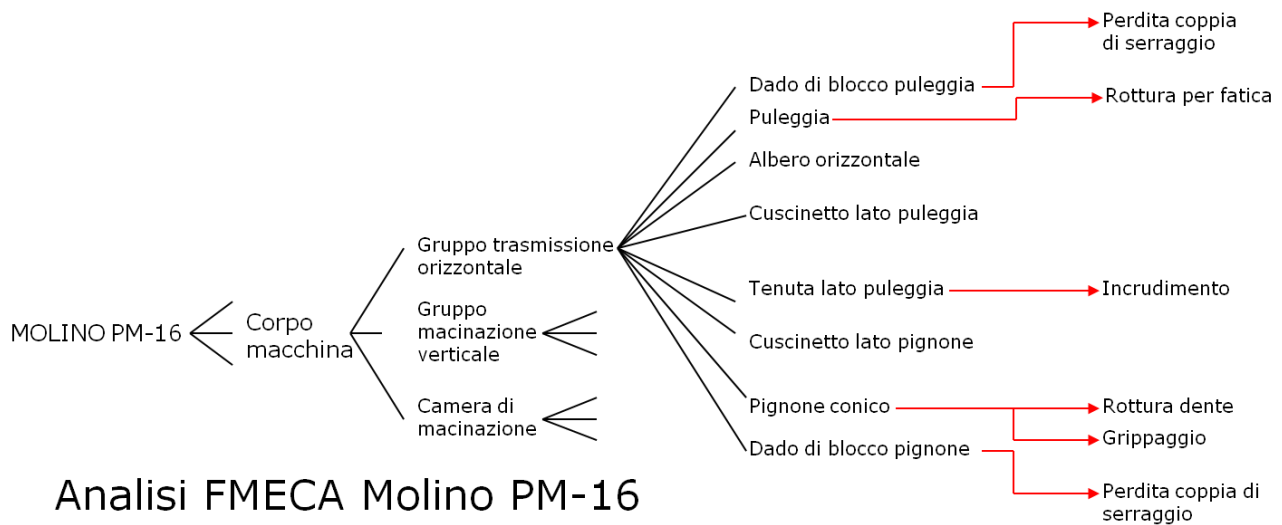 Perdita coppia
di serraggio
Dado di blocco puleggia
Rottura per fatica
Puleggia
Albero orizzontale
Cuscinetto lato puleggia
Gruppo trasmissione
orizzontale
Tenuta lato puleggia
Incrudimento
Gruppo
macinazione
verticale
MOLINO PM-16
Corpo
macchina
Cuscinetto lato pignone
Camera di
macinazione
Pignone conico
Rottura dente
Grippaggio
Dado di blocco pignone
Perdita coppia di
serraggio
Analisi FMECA Molino PM-16